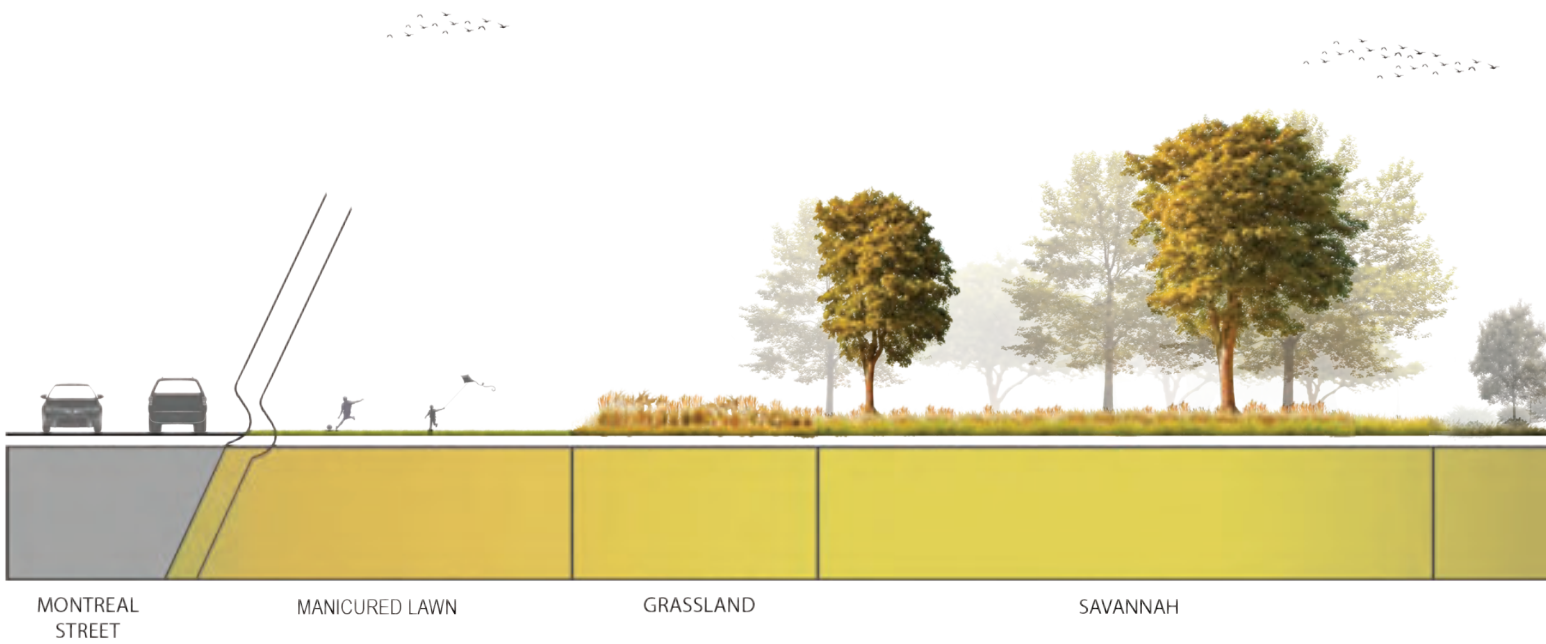 MONTREAL
STREET
MANICURED LAWN
GRASSLAND
SAVANNAH